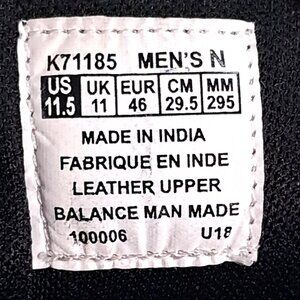 K71185 MEN'S N
US UK EUR CM MM
11.5 11 46 29.5 295
MADE IN INDIA
FABRIQUE EN INDE
LEATHER UPPER
BALANCE MAN MADE
100006 U18